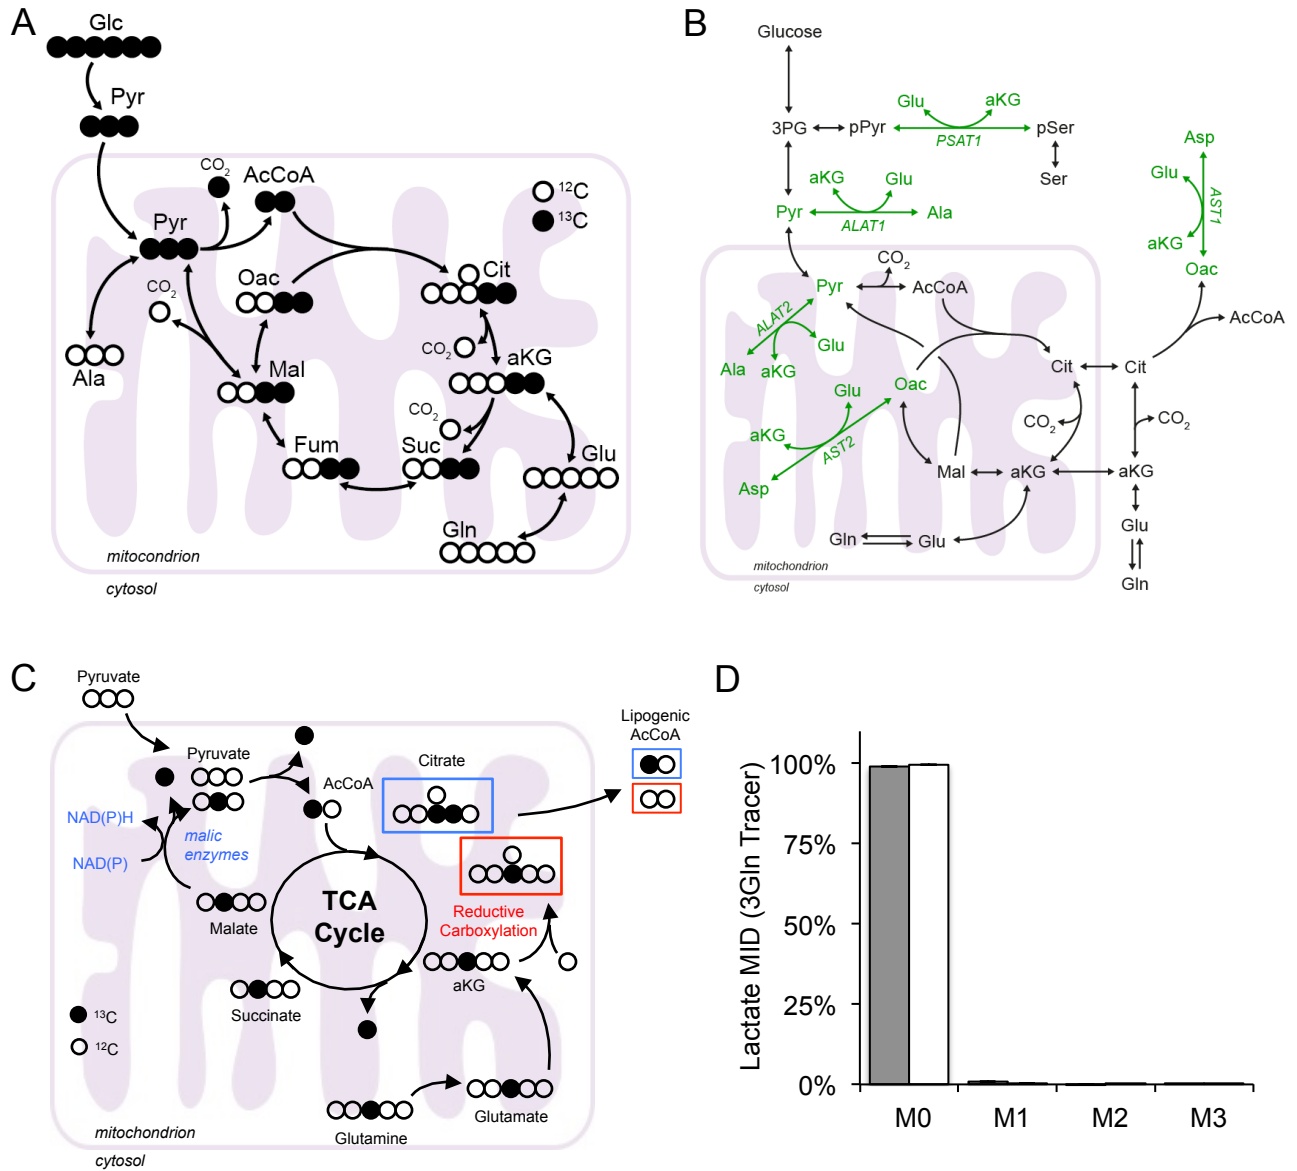 A
Glc
Pyr
CO2
AcCoA
12C
13C
Pyr
Oac
Cit
CO2
CO2
aKG
Ala
Mal
CO2
Fum
Suc
Glu
Gln
mitocondrion
cytosol
B
Glucose
Glu
aKG
3PG
pPyr
PSAT1
pSer
Ser
Asp
Glu
AST1
aKG
Oac
aKG
Glu
Pyr
ALAT1
Ala
CO2
Pyr
AcCoA
AcCoA
ALAT2
Glu
Ala
aKG
Cit
Cit
Oac
Glu
CO2
CO2
aKG
AST2
Mal
aKG
aKG
Asp
Glu
Gln
Glu
Gln
mitochondrion
cytosol
C
Pyruvate
Lipogenic
AcCoA
Pyruvate
Citrate
AcCoA
NAD(P)H
malic
enzymes
NAD(P)
TCA
Cycle
Reductive
Carboxylation
Malate
aKG
Succinate
13C
12C
Glutamate
Glutamine
mitochondrion
cytosol
D
Lactate MID (3Gln Tracer)
100%
75%
50%
25%
0%
M0
M1
M2
M3